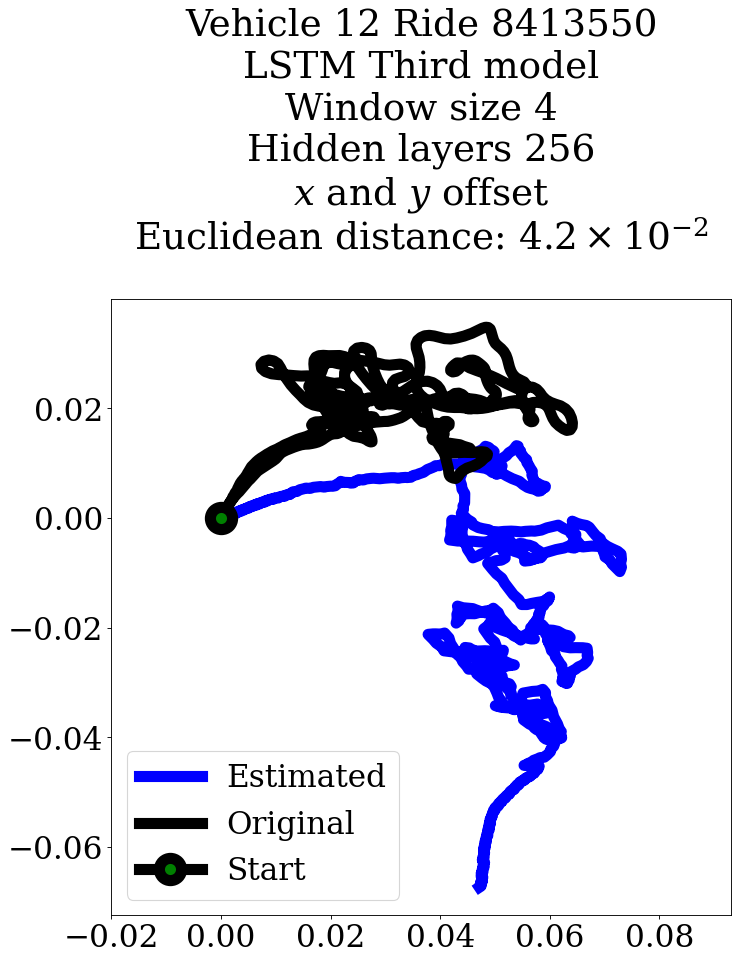 Vehicle 12 Ride 8413550
LSTM Third model
Window size 4
Hidden layers 256
x and y offset
Euclidean distance: 4.2 × 10⁻²
0.02
0.00
−0.02
−0.04
−0.06
Estimated
Original
Start
−0.02 0.00 0.02 0.04 0.06 0.08